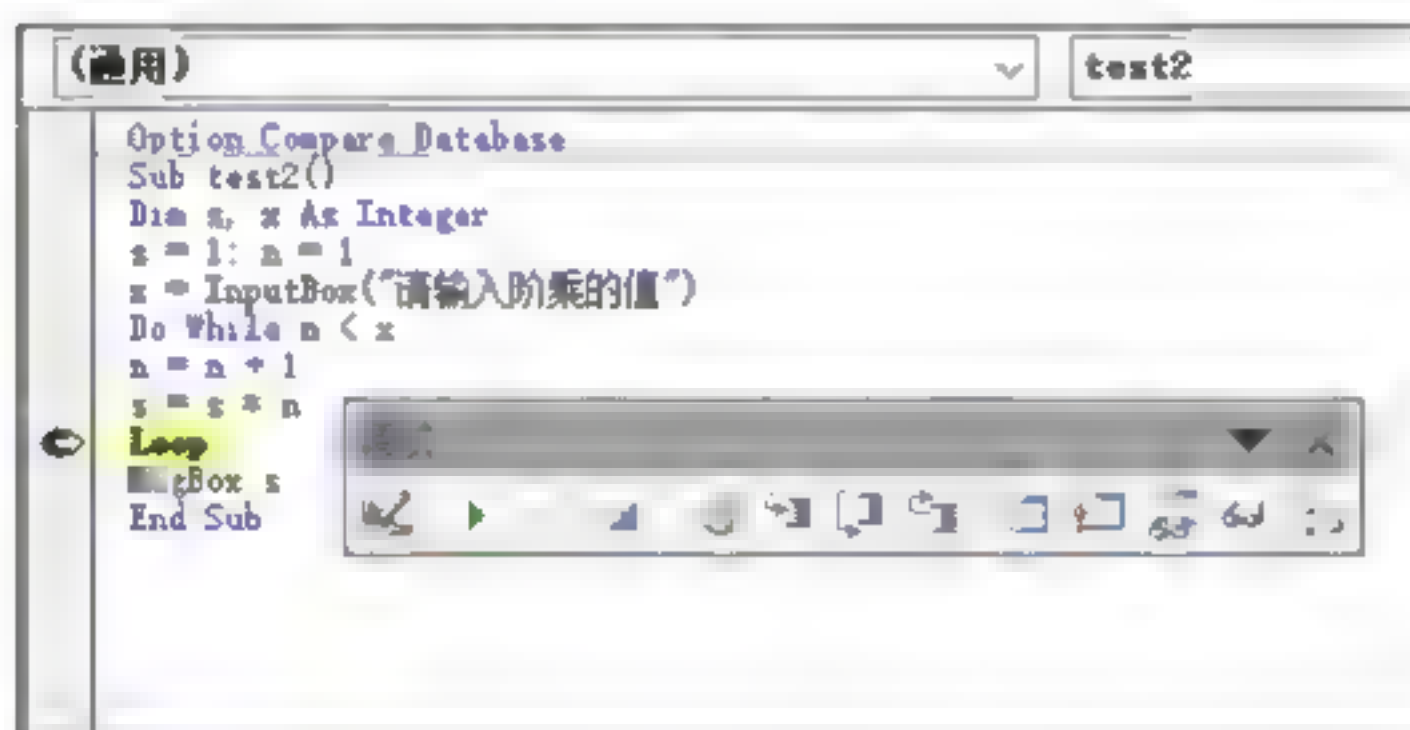 (通用)
test2
Option Compare Database
Sub test2()
Dim s, x As Integer
s = 1: n = 1
x = InputBox("请输入阶乘的值")
Do While n < x
n = n + 1
s = s * n
Loop
MsgBox s
End Sub